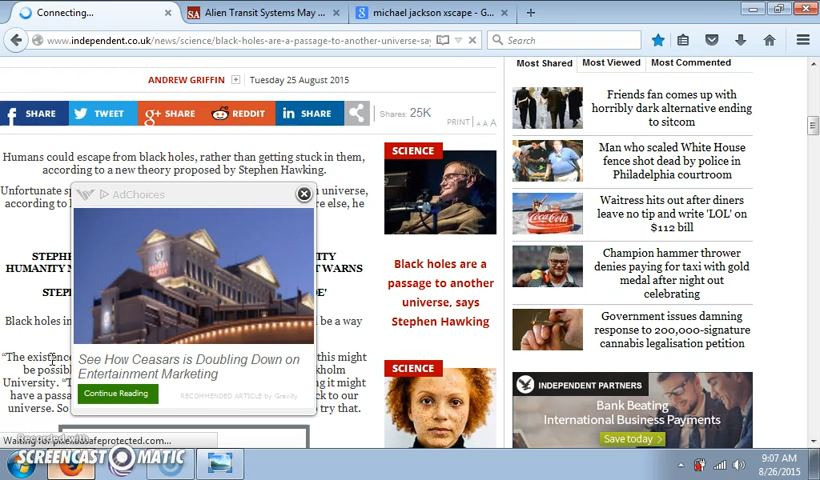 Connecting...
Alien Transit Systems May ...
michael jackson xscape - G...
www.independent.co.uk/news/science/black-holes-are-a-passage-to-another-universe-say
Search
ANDREW GRIFFIN
Tuesday 25 August 2015
Most Shared
Most Viewed
Most Commented
SHARE
TWEET
SHARE
REDDIT
SHARE
Shares: 25K
PRINT A A A
Humans could escape from black holes, rather than getting stuck in them,
according to a new theory proposed by Stephen Hawking.
Unfortunate
universe,
according to
else, he
STEPHE
ITY
HUMANITY
WARNS
STEP
Black holes in
be a way
“The existence
this might
be possib
kholm
University.
ng it might
have a passa
ck to our
universe. So
try that.
AdChoices
See How Ceasars is Doubling Down on
Entertainment Marketing
Continue Reading
RECOMMENDED ARTICLE by Gravity
SCIENCE
Black holes are a
passage to another
universe, says
Stephen Hawking
SCIENCE
Friends fan comes up with
horribly dark alternative ending
to sitcom
Man who scaled White House
fence shot dead by police in
Philadelphia courtroom
Waitress hits out after diners
leave no tip and write 'LOL' on
$112 bill
Coca-Cola
Champion hammer thrower
denies paying for taxi with gold
medal after night out
celebrating
Government issues damning
response to 200,000-signature
cannabis legalisation petition
INDEPENDENT PARTNERS
Bank Beating
International Business Payments
Save today >
Recorded with
SCREENCAST MATIC
9:07 AM
8/26/2015